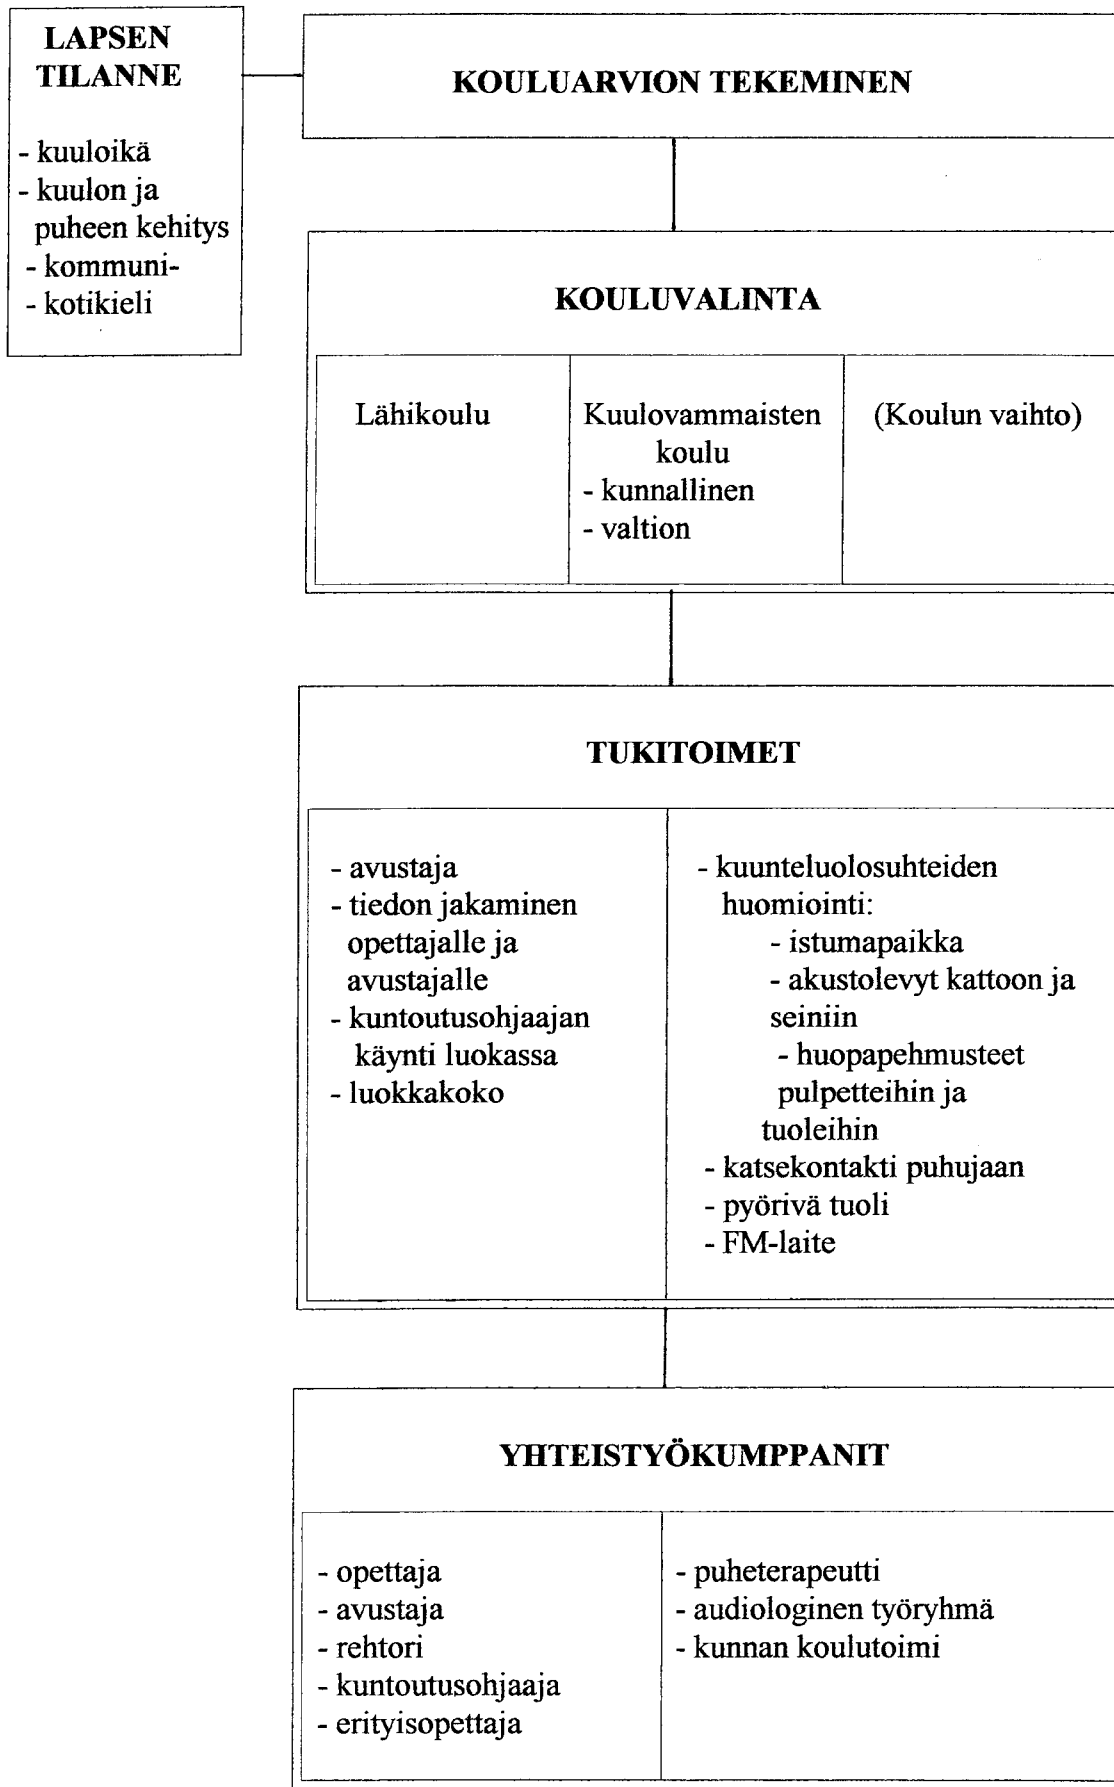 LAPSEN
TILANNE
- kuuloikä
- kuulon ja
puheen kehitys
- kommuni-
- kotikieli
KOULUARVION TEKEMINEN
KOULUVALINTA
Lähikoulu
Kuulovammaisten
koulu
- kunnallinen
- valtion
(Koulun vaihto)
TUKITOIMET
- avustaja
- tiedon jakaminen
opettajalle ja
avustajalle
- kuntoutusohjaajan
käynti luokassa
- luokkakoko
- kuunteluolosuhteiden
huomiointi:
- istumapaikka
- akustolevyt kattoon ja
seiniin
- huopapehmusteet
pulpetteihin ja
tuoleihin
- katsekontakti puhujaan
- pyörivä tuoli
- FM-laite
YHTEISTYÖKUMPPANIT
- opettaja
- avustaja
- rehtori
- kuntoutusohjaaja
- erityisopettaja
- puheterapeutti
- audiologinen työryhmä
- kunnan koulutoimi